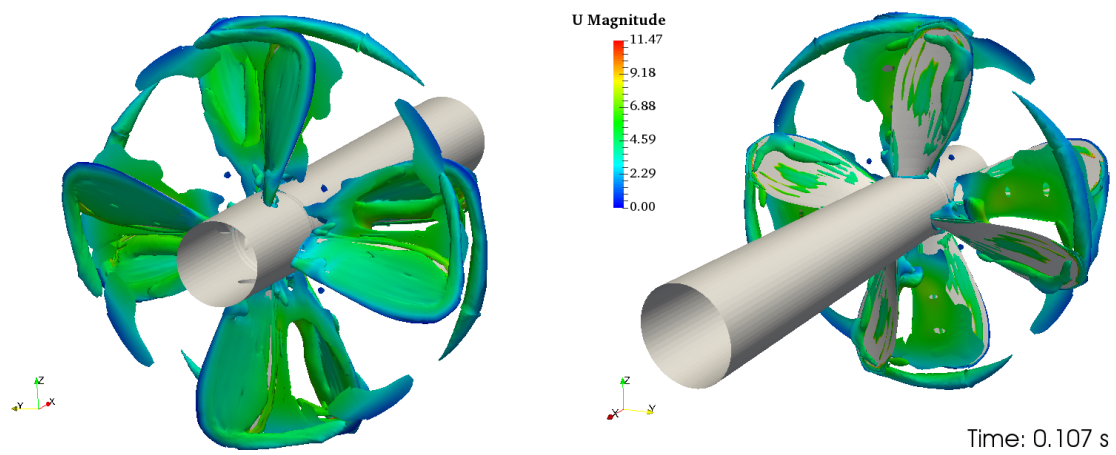 U Magnitude
11.47
9.18
6.88
4.59
2.29
0.00
Z
Y
X
Z
X
Y
Time: 0.107 s